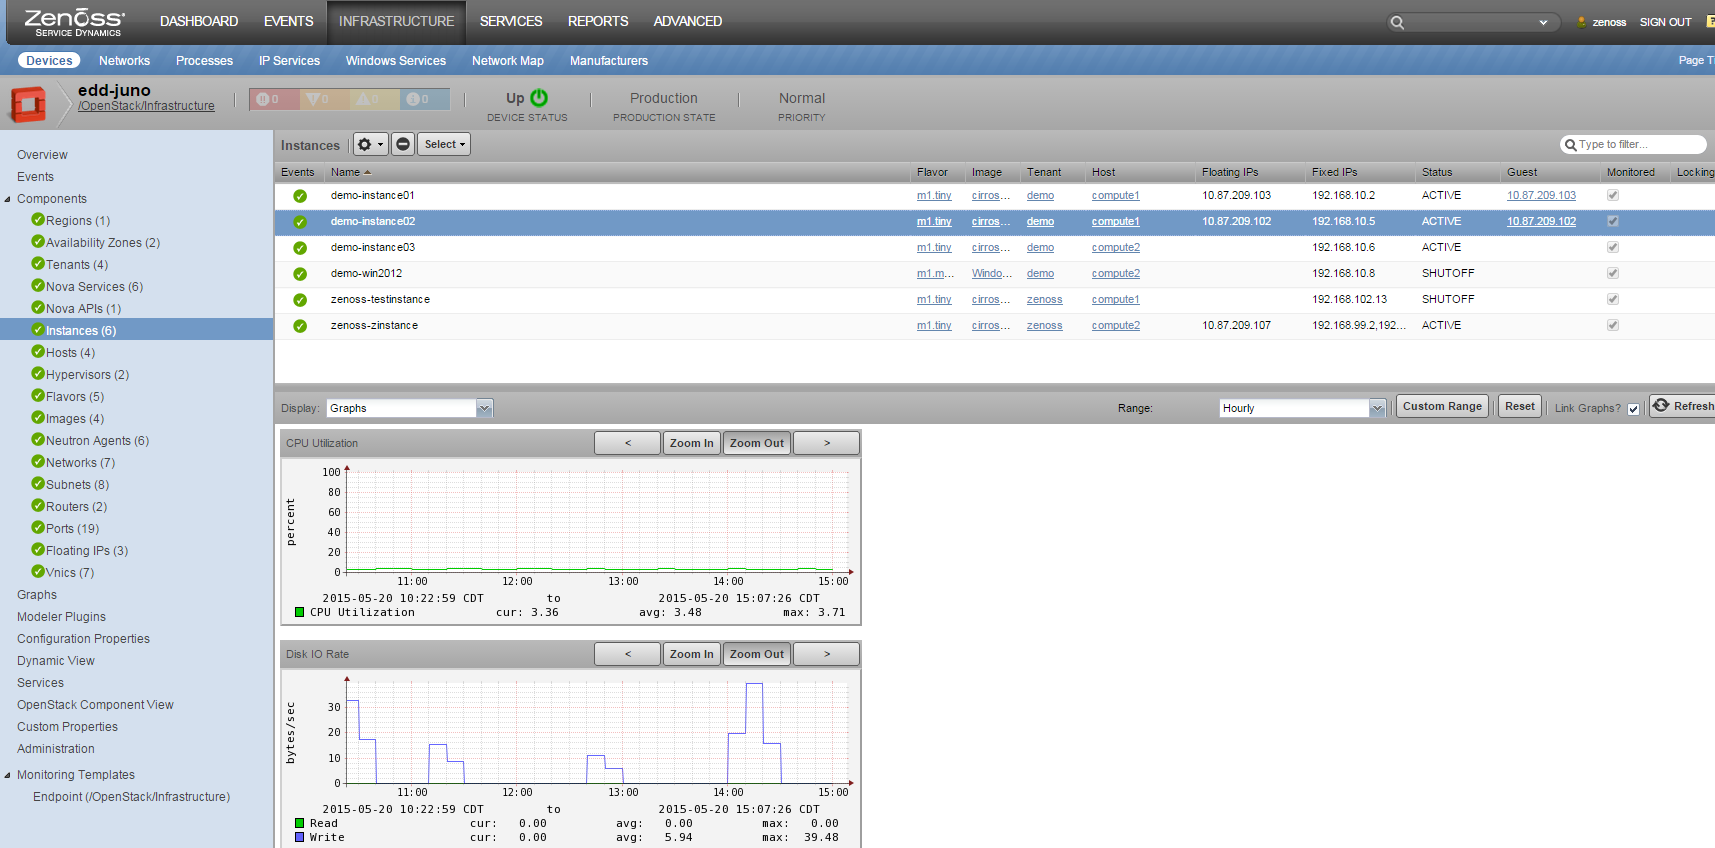 Zenoss DASHBOARD EVENTS INFRASTRUCTURE SERVICES REPORTS ADVANCED zenoss SIGN OUT ?
SERVICE DYNAMICS
Devices Networks Processes IP Services Windows Services Network Map Manufacturers Page
edd-juno
/OpenStack/Infrastructure
0 0 0 0
Up Production Normal
DEVICE STATUS PRODUCTION STATE PRIORITY
Overview
Events
Components
Regions (1)
Availability Zones (2)
Tenants (4)
Nova Services (6)
Nova APIs (1)
Instances (6)
Hosts (4)
Hypervisors (2)
Flavors (5)
Images (4)
Neutron Agents (6)
Networks (7)
Subnets (8)
Routers (2)
Ports (19)
Floating IPs (3)
Vnics (7)
Graphs
Modeler Plugins
Configuration Properties
Dynamic View
Services
OpenStack Component View
Custom Properties
Administration
Monitoring Templates
Endpoint (/OpenStack/Infrastructure)
Instances Select Type to filter...
Events Name Flavor Image Tenant Host Floating IPs Fixed IPs Status Guest Monitored Locking
demo-instance01 m1.tiny cirros... demo compute1 10.87.209.103 192.168.10.2 ACTIVE 10.87.209.103
demo-instance02 m1.tiny cirros... demo compute1 10.87.209.102 192.168.10.5 ACTIVE 10.87.209.102
demo-instance03 m1.tiny cirros... demo compute2 192.168.10.6 ACTIVE
demo-win2012 m1.m... Windo... demo compute2 192.168.10.8 SHUTOFF
zenoss-testinstance m1.tiny cirros... zenoss compute1 192.168.102.13 SHUTOFF
zenoss-zinstance m1.tiny cirros... zenoss compute2 10.87.209.107 192.168.99.2,192... ACTIVE
Display: Graphs Range: Hourly Custom Range Reset Link Graphs? Refresh
CPU Utilization < Zoom In Zoom Out >
percent
100
80
60
40
20
0
11:00 12:00 13:00 14:00 15:00
2015-05-20 10:22:59 CDT to 2015-05-20 15:07:26 CDT
CPU Utilization cur: 3.36 avg: 3.48 max: 3.71
Disk IO Rate < Zoom In Zoom Out >
bytes/sec
30
20
10
0
11:00 12:00 13:00 14:00 15:00
2015-05-20 10:22:59 CDT to 2015-05-20 15:07:26 CDT
Read cur: 0.00 avg: 0.00 max: 0.00
Write cur: 0.00 avg: 5.94 max: 39.48